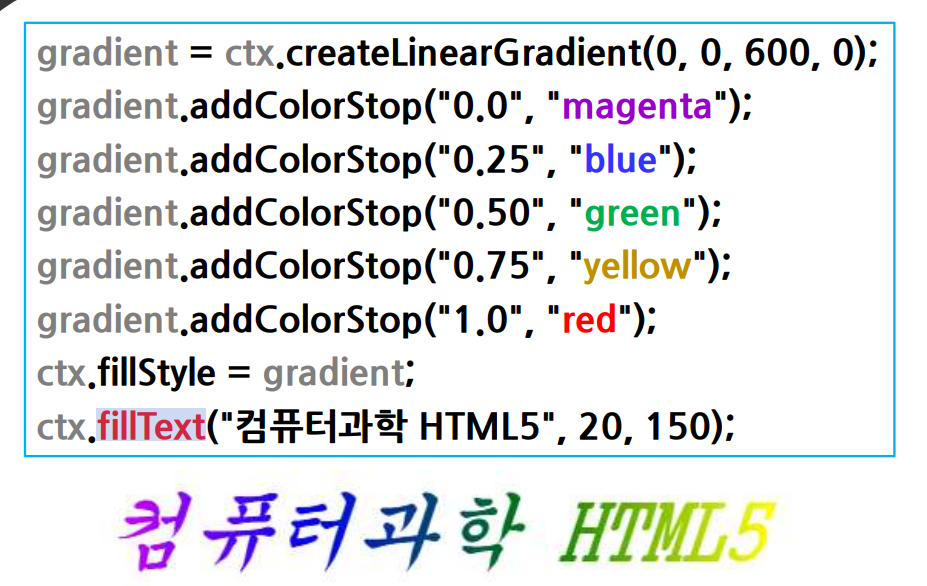 gradient = ctx.createLinearGradient(0, 0, 600, 0);
gradient.addColorStop("0.0", "magenta");
gradient.addColorStop("0.25", "blue");
gradient.addColorStop("0.50", "green");
gradient.addColorStop("0.75", "yellow");
gradient.addColorStop("1.0", "red");
ctx.fillStyle = gradient;
ctx.fillText("컴퓨터과학 HTML5", 20, 150);
컴퓨터과학 HTML5